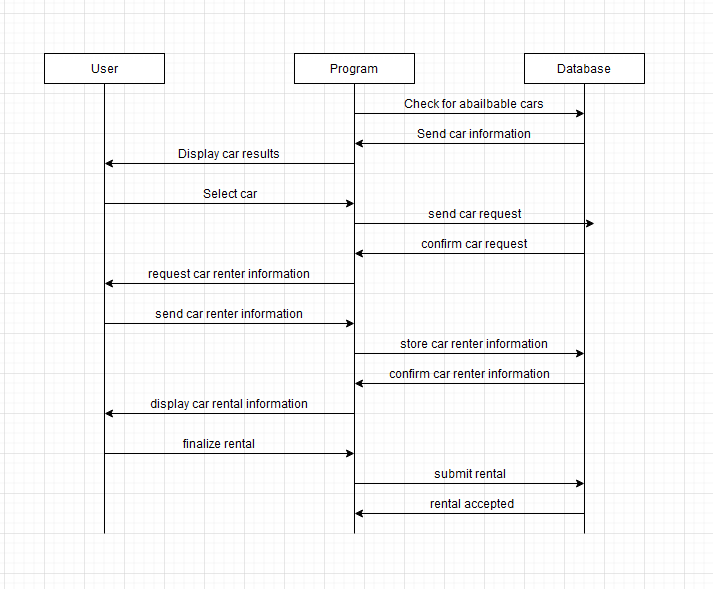 User
Program
Database
Check for abailbable cars
Send car information
Display car results
Select car
send car request
confirm car request
request car renter information
send car renter information
store car renter information
confirm car renter information
display car rental information
finalize rental
submit rental
rental accepted